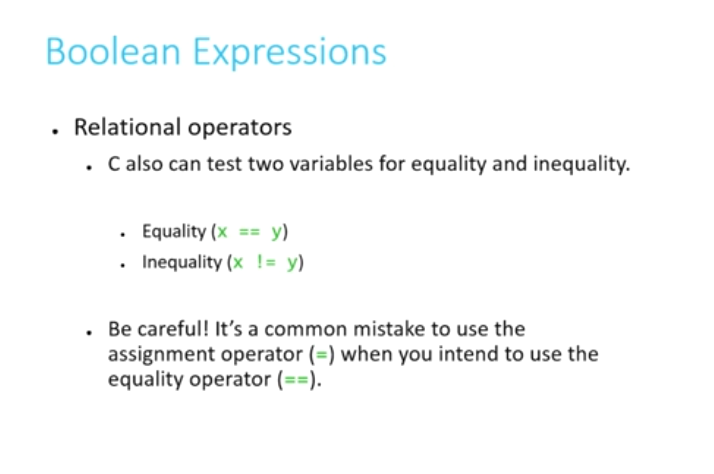 Boolean Expressions
• Relational operators
• C also can test two variables for equality and inequality.
• Equality (x == y)
• Inequality (x != y)
• Be careful! It’s a common mistake to use the
assignment operator (=) when you intend to use the
equality operator (==).